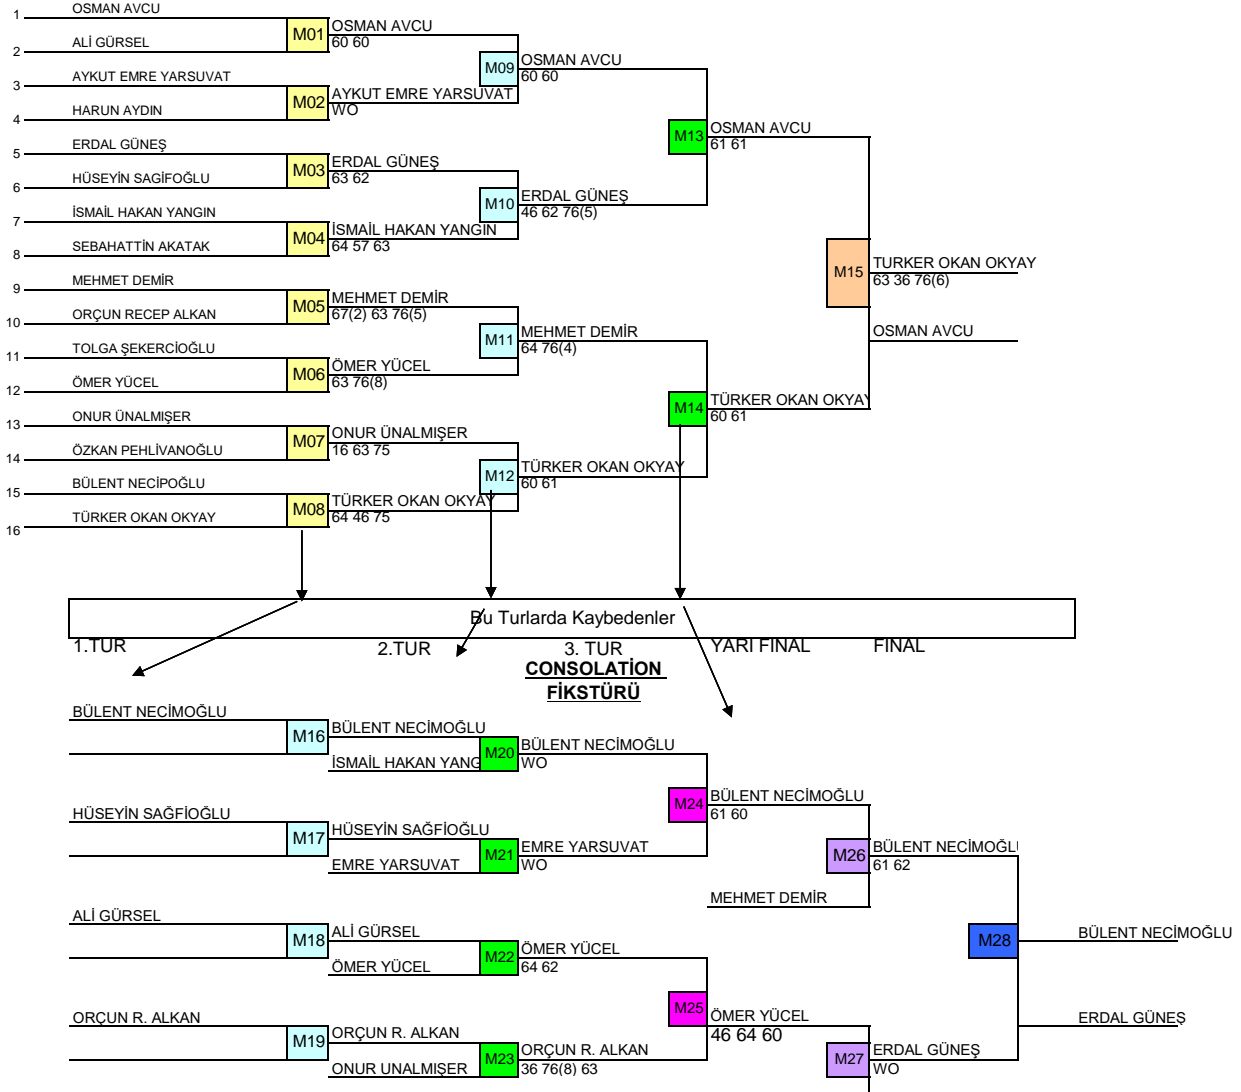 1 OSMAN AVCU
M01 OSMAN AVCU
60 60
2 ALİ GÜRSEL
M09 OSMAN AVCU
60 60
3 AYKUT EMRE YARSUVAT
M02 AYKUT EMRE YARSUVAT
WO
4 HARUN AYDIN
M13 OSMAN AVCU
61 61
5 ERDAL GÜNEŞ
M03 ERDAL GÜNEŞ
63 62
6 HÜSEYİN SAGİFOĞLU
M10 ERDAL GÜNEŞ
46 62 76(5)
7 İSMAİL HAKAN YANGIN
M04 İSMAİL HAKAN YANGIN
64 57 63
8 SEBAHATTİN AKATAK
M15 TURKER OKAN OKYAY
63 36 76(6)
9 MEHMET DEMİR
M05 MEHMET DEMİR
67(2) 63 76(5)
10 ORÇUN RECEP ALKAN
OSMAN AVCU
M11 MEHMET DEMİR
64 76(4)
11 TOLGA ŞEKERCİOĞLU
M06 ÖMER YÜCEL
63 76(8)
12 ÖMER YÜCEL
M14 TÜRKER OKAN OKYAY
60 61
13 ONUR ÜNALMIŞER
M07 ONUR ÜNALMIŞER
16 63 75
14 ÖZKAN PEHLİVANOĞLU
M12 TÜRKER OKAN OKYAY
60 61
15 BÜLENT NECİPOĞLU
M08 TÜRKER OKAN OKYAY
64 46 75
16 TÜRKER OKAN OKYAY
Bu Turlarda Kaybedenler
1.TUR 2.TUR 3. TUR YARI FİNAL FİNAL
CONSOLATİON
FİKSTÜRÜ
BÜLENT NECİMOĞLU
M16 BÜLENT NECİMOĞLU
M20 BÜLENT NECİMOĞLU
WO
İSMAİL HAKAN YANG
M24 BÜLENT NECİMOĞLU
61 60
HÜSEYİN SAĞFİOĞLU
M17 HÜSEYİN SAĞFİOĞLU
M21 EMRE YARSUVAT
WO
EMRE YARSUVAT
M26 BÜLENT NECİMOĞLU
61 62
MEHMET DEMİR
ALİ GÜRSEL
M18 ALİ GÜRSEL
M28 BÜLENT NECİMOĞLU
M22 ÖMER YÜCEL
64 62
ÖMER YÜCEL
M25 ÖMER YÜCEL
46 64 60
ORÇUN R. ALKAN
ERDAL GÜNEŞ
M19 ORÇUN R. ALKAN
M23 ORÇUN R. ALKAN
36 76(8) 63
ONUR UNALMIŞER
M27 ERDAL GÜNEŞ
WO